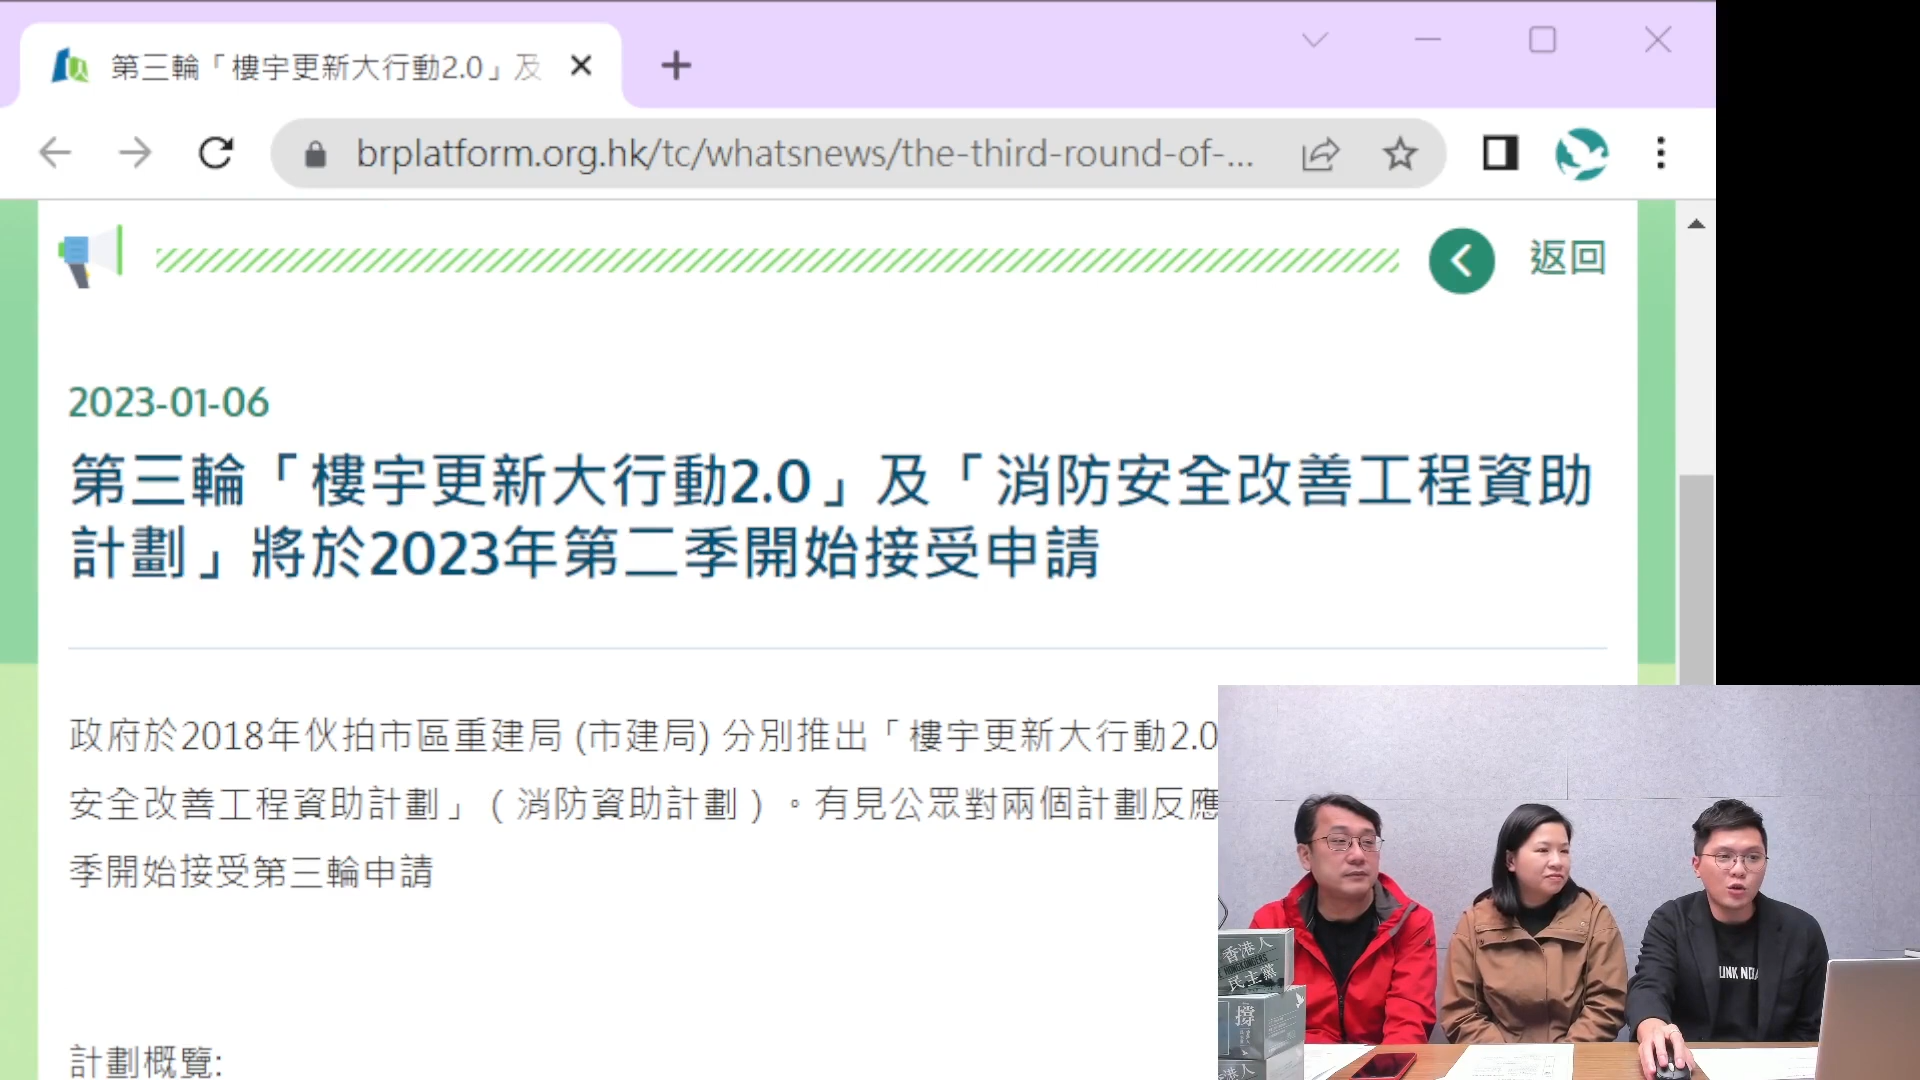 第三輪「樓宇更新大行動2.0」及
brplatform.org.hk/tc/whatsnews/the-third-round-of-...
返回
2023-01-06
第三輪「樓宇更新大行動2.0」及「消防安全改善工程資助
計劃」將於2023年第二季開始接受申請
政府於2018年伙拍市區重建局 (市建局) 分別推出「樓宇更新大行動2.0
安全改善工程資助計劃」（消防資助計劃）。有見公眾對兩個計劃反應
季開始接受第三輪申請
計劃概覽:
香港人
民主黨
撐
香港人